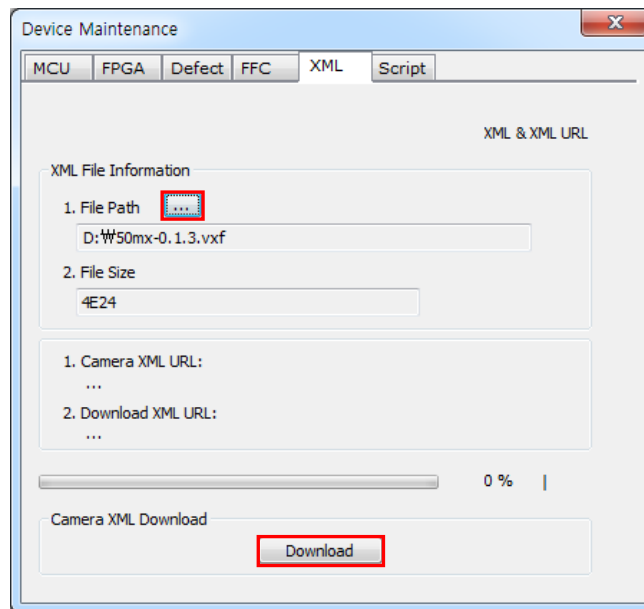 Device Maintenance
MCU FPGA Defect FFC XML Script
XML & XML URL
XML File Information
1. File Path ...
D:₩50mx-0.1.3.vxf
2. File Size
4E24
1. Camera XML URL:
...
2. Download XML URL:
...
0 % |
Camera XML Download
Download